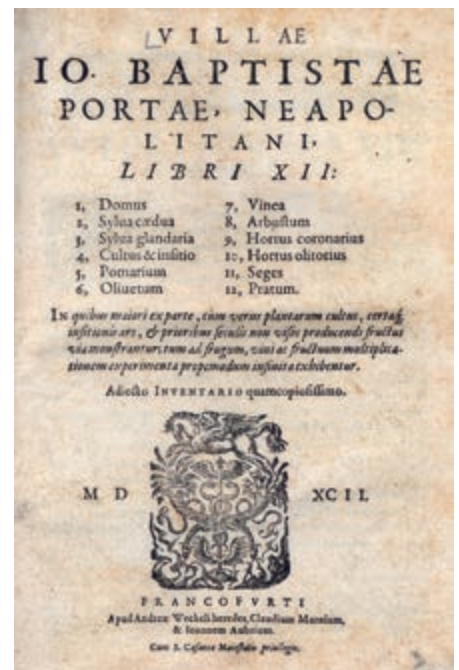 VILLAE
IO. BAPTISTAE
PORTAE, NEAPO-
LITANI,
LIBRI XII:
1, Domus
2, Sylua cædua
3, Sylua glandaria
4, Cultus & insitio
5, Pomarium
6, Oliuetum
7, Vinea
8, Arbustum
9, Hortus coronarius
10, Hortus olitorius
11, Seges
12, Pratum.
IN quibus maiori ex parte, cùm verus plantarum cultus, certaq́;
insitionis ars, & prioribus seculis non visos producendi fructus
via monstrantur: tum ad frugum, vini ac fructuum multiplica-
tionem experimenta propemodum infinita exhibentur.
Adiecto INVENTARIO quamcopiosissimo.
M D XCII.
FRANCOFVRTI
Apud Andreæ Wecheli heredes, Claudium Marnium,
& Ioannem Aubrium.
Cum S. Cæsareæ Maiestatis priuilegio.